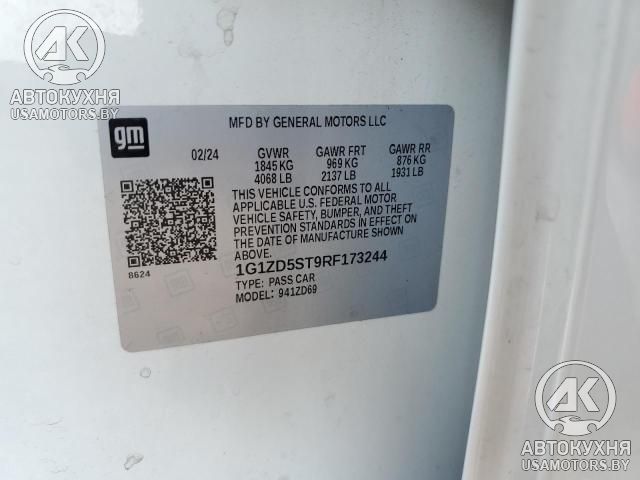 AK
АВТОКУХНЯ
USAMOTORS.BY
gm
MFD BY GENERAL MOTORS LLC
02/24 GVWR GAWR FRT GAWR RR
1845 KG 969 KG 876 KG
4068 LB 2137 LB 1931 LB
THIS VEHICLE CONFORMS TO ALL
APPLICABLE U.S. FEDERAL MOTOR
VEHICLE SAFETY, BUMPER, AND THEFT
PREVENTION STANDARDS IN EFFECT ON
THE DATE OF MANUFACTURE SHOWN
ABOVE.
8624
1G1ZD5ST9RF173244
TYPE: PASS CAR
MODEL: 941ZD69
AK
АВТОКУХНЯ
USAMOTORS.BY